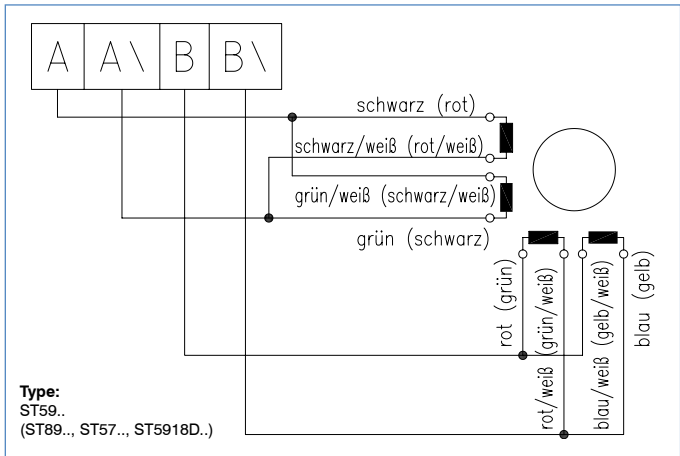 A A\ B B\
schwarz (rot)
schwarz/weiß (rot/weiß)
grün/weiß (schwarz/weiß)
grün (schwarz)
rot (grün)
rot/weiß (grün/weiß)
blau/weiß (gelb/weiß)
blau (gelb)
Type:
ST59..
(ST89.., ST57.., ST5918D..)